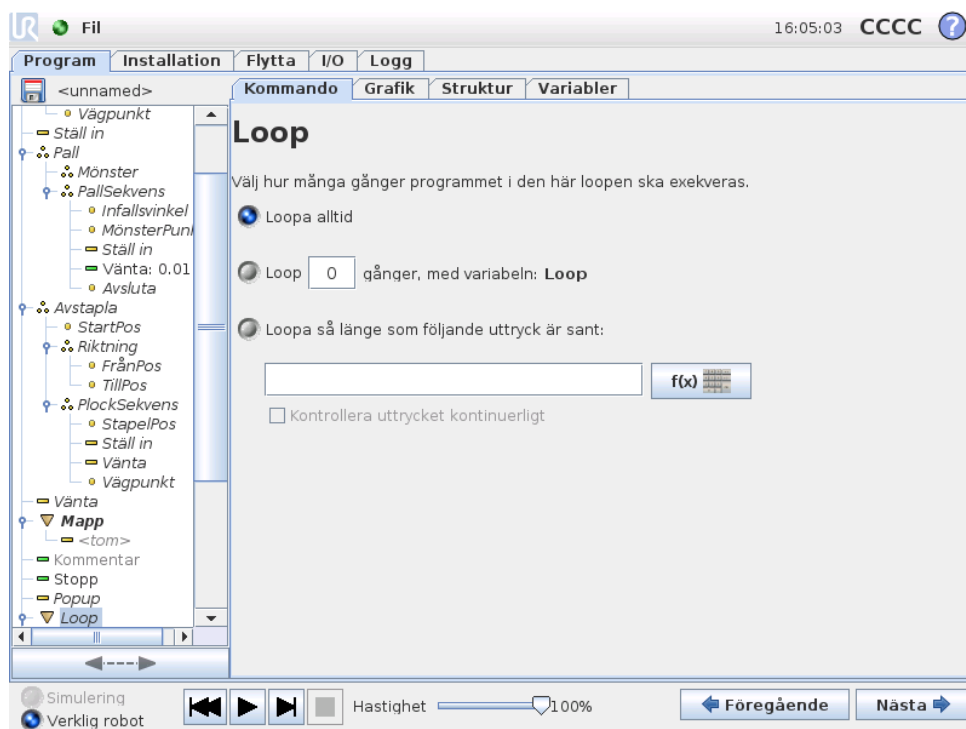 UR Fil 16:05:03 CCCC ?
Program Installation Flytta I/O Logg
<unnamed>
Kommando Grafik Struktur Variabler
Vägpunkt
Ställ in
Pall
Mönster
PallSekvens
Infallsvinkel
MönsterPunk
Ställ in
Vänta: 0.01
Avsluta
Avstapla
StartPos
Riktning
FrånPos
TillPos
PlockSekvens
StapelPos
Ställ in
Vänta
Vägpunkt
Vänta
Mapp
<tom>
Kommentar
Stopp
Popup
Loop
Loop
Välj hur många gånger programmet i den här loopen ska exekveras.
Loopa alltid
Loop 0 gånger, med variabeln: Loop
Loopa så länge som följande uttryck är sant:
f(x)
Kontrollera uttrycket kontinuerligt
Simulering
Verklig robot
Hastighet 100%
Föregående Nästa